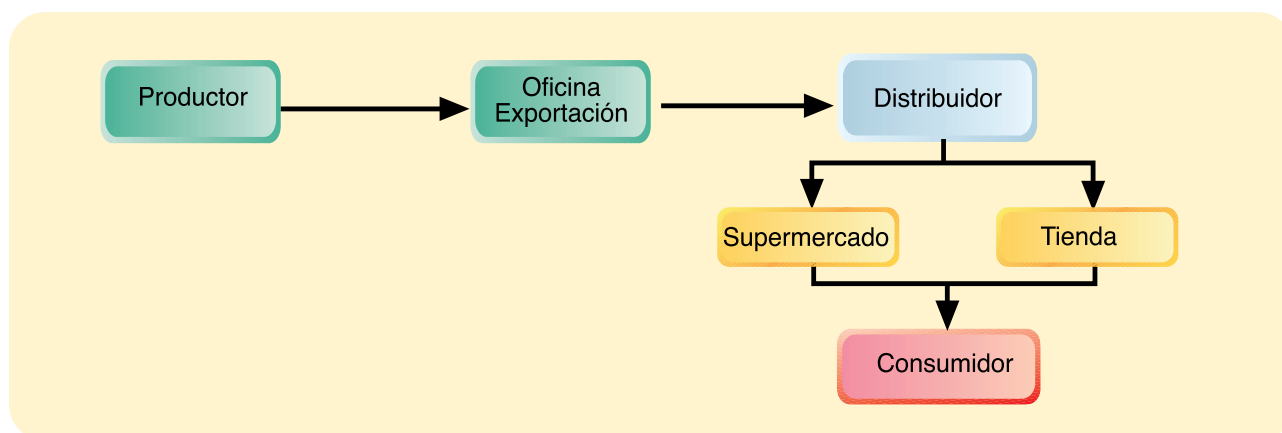 Productor
Oficina
Exportación
Distribuidor
Supermercado
Tienda
Consumidor